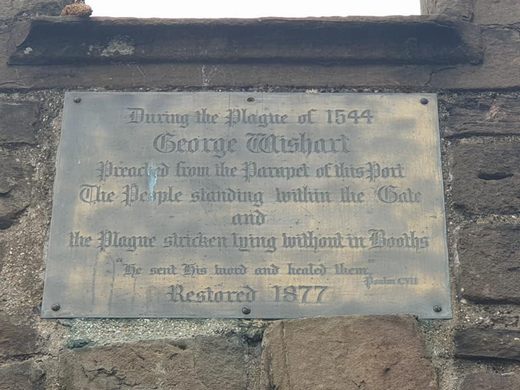 During the Plague of 1544
George Wishart
Preached from the Parapet of this Port
The People standing within the Gate
and
the Plague stricken lying without in Booths
"He sent His word and healed them"
Psalm CVII
Restored 1877